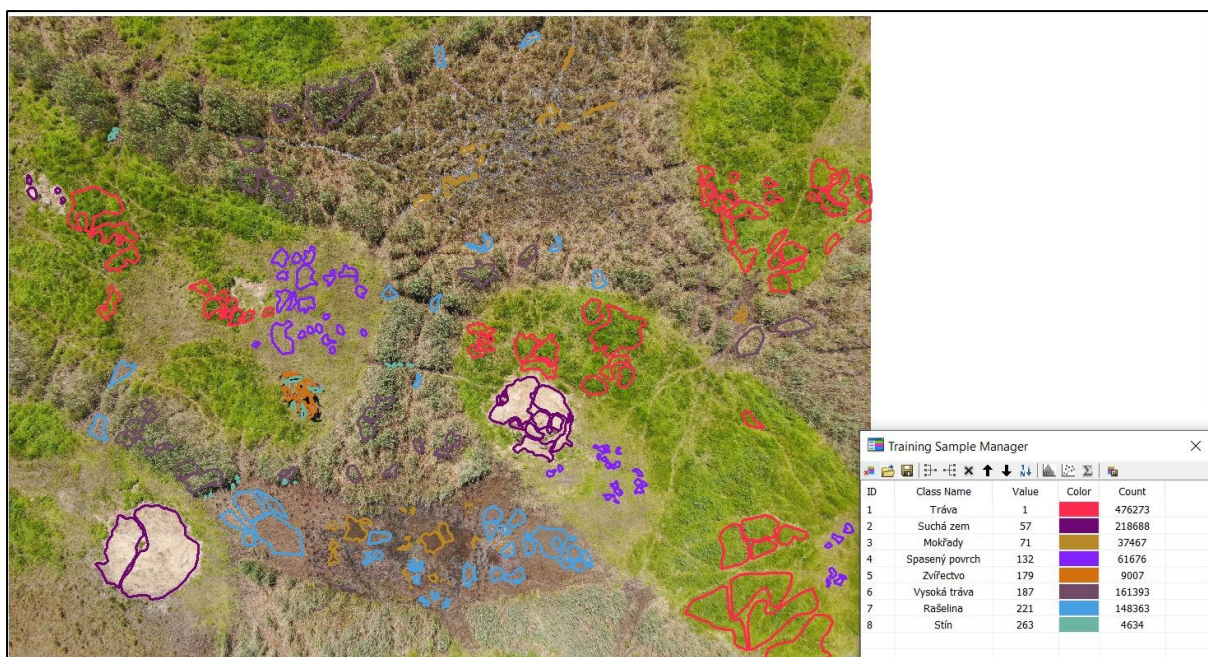 Training Sample Manager
ID Class Name Value Color Count
1 Tráva 1 476273
2 Suchá zem 57 218688
3 Mokřady 71 37467
4 Spasený povrch 132 61676
5 Zvířectvo 179 9007
6 Vysoká tráva 187 161393
7 Rašelina 221 148363
8 Stín 263 4634